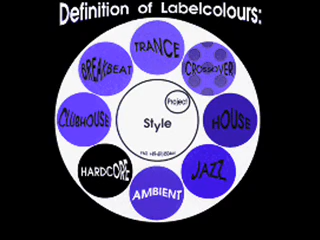 Definition of Labelcolours:
TRANCE
CROSSOVER
HOUSE
JAZZ
AMBIENT
HARDCORE
CLUBHOUSE
BREAKBEAT
Project
Style